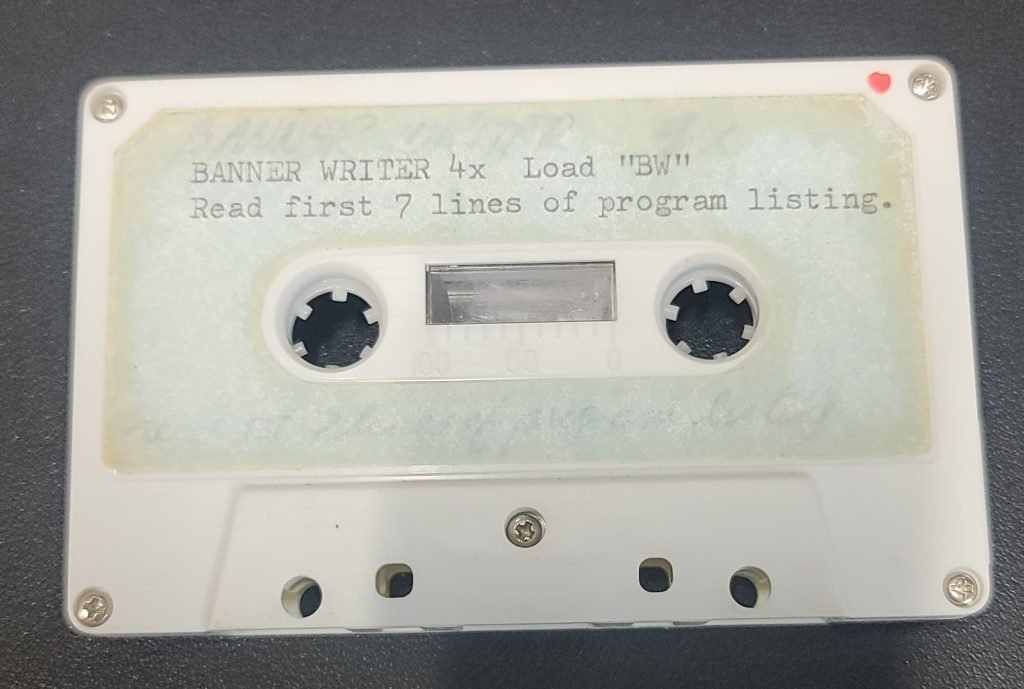 BANNER WRITER 4x  Load "BW"
Read first 7 lines of program listing.
100 50 0